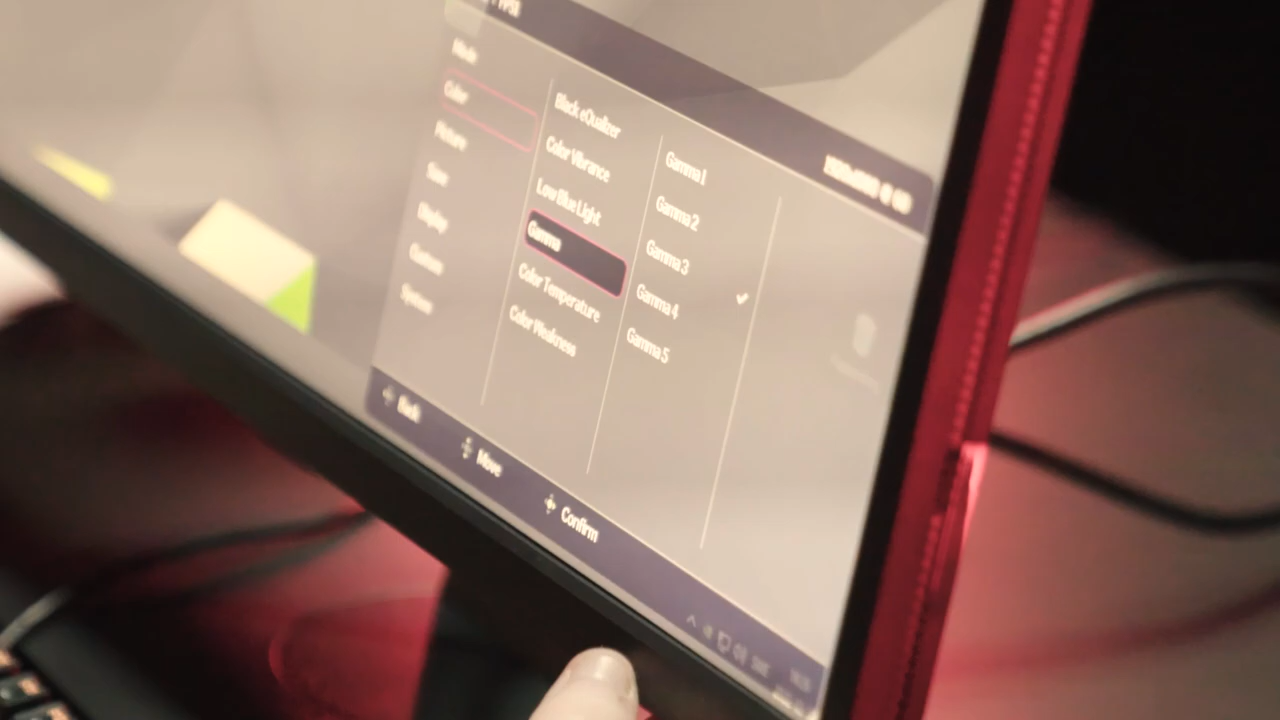 Mode
Color
Picture
Display
Custom
System
Black eQualizer
Color Vibrance
Low Blue Light
Gamma
Color Temperature
Color Weakness
Gamma 1
Gamma 2
Gamma 3
Gamma 4
Gamma 5
Back
Move
Confirm